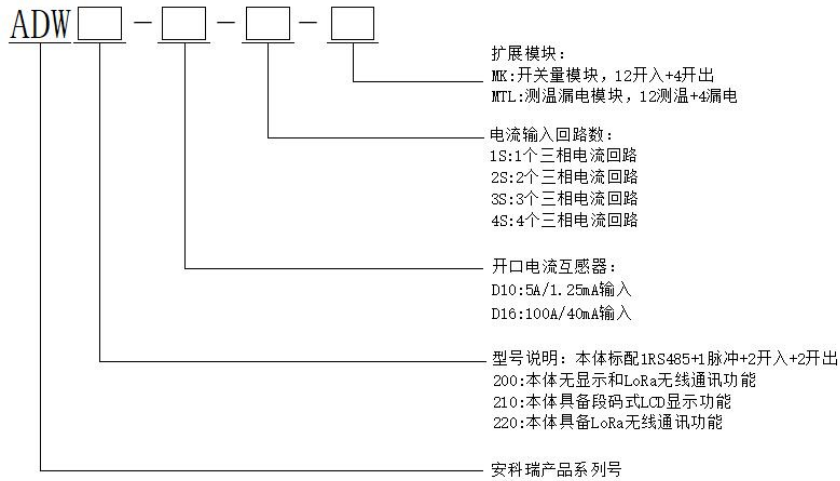 ADW□-□-□-□
扩展模块：
MK:开关量模块，12开入+4开出
MTL:测温漏电模块，12测温+4漏电
电流输入回路数：
1S:1个三相电流回路
2S:2个三相电流回路
3S:3个三相电流回路
4S:4个三相电流回路
开口电流互感器：
D10:5A/1.25mA输入
D16:100A/40mA输入
型号说明：本体标配1RS485+1脉冲+2开入+2开出
200:本体无显示和LoRa无线通讯功能
210:本体具备段码式LCD显示功能
220:本体具备LoRa无线通讯功能
安科瑞产品系列号